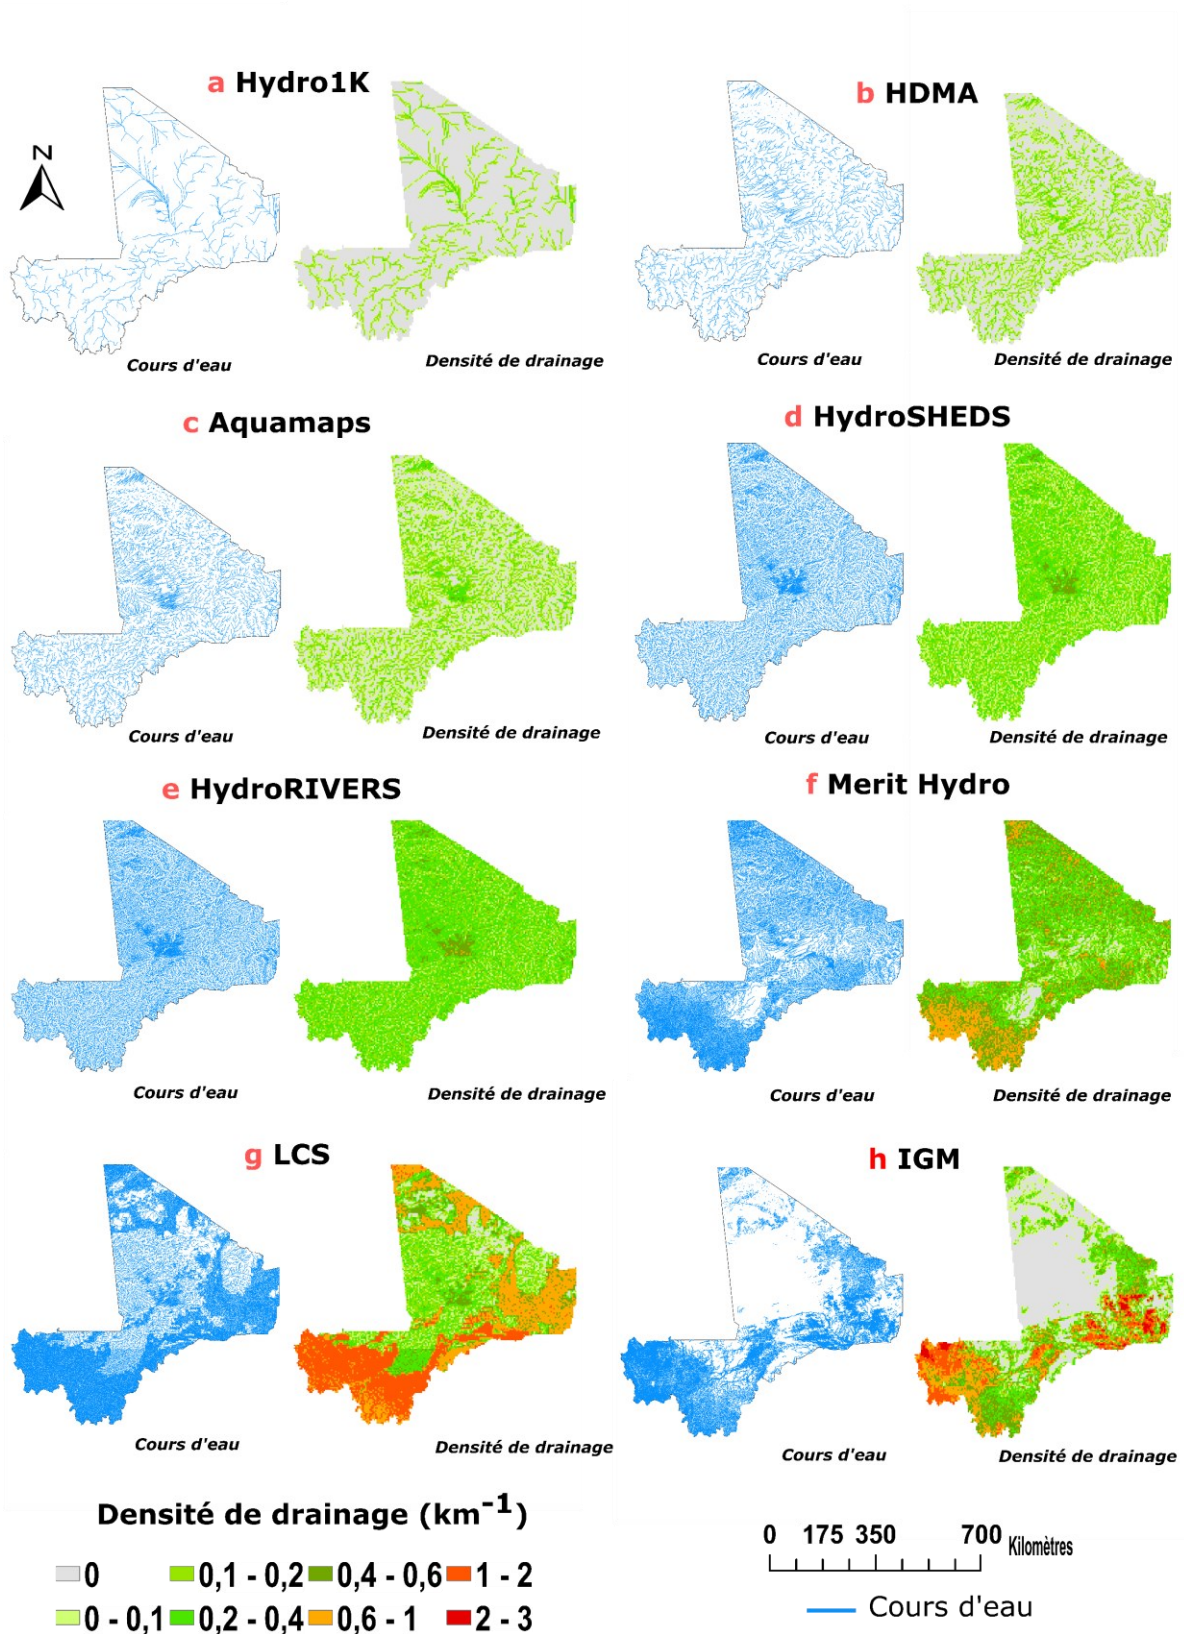 a Hydro1K
b HDMA
N
Cours d'eau
Densité de drainage
Cours d'eau
Densité de drainage
c Aquamaps
d HydroSHEDS
Cours d'eau
Densité de drainage
Cours d'eau
Densité de drainage
e HydroRIVERS
f Merit Hydro
Cours d'eau
Densité de drainage
Cours d'eau
Densité de drainage
g LCS
h IGM
Cours d'eau
Densité de drainage
Cours d'eau
Densité de drainage
Densité de drainage (km⁻¹)
0 0,1 - 0,2 0,4 - 0,6 1 - 2
0 - 0,1 0,2 - 0,4 0,6 - 1 2 - 3
0 175 350 700 Kilomètres
Cours d'eau